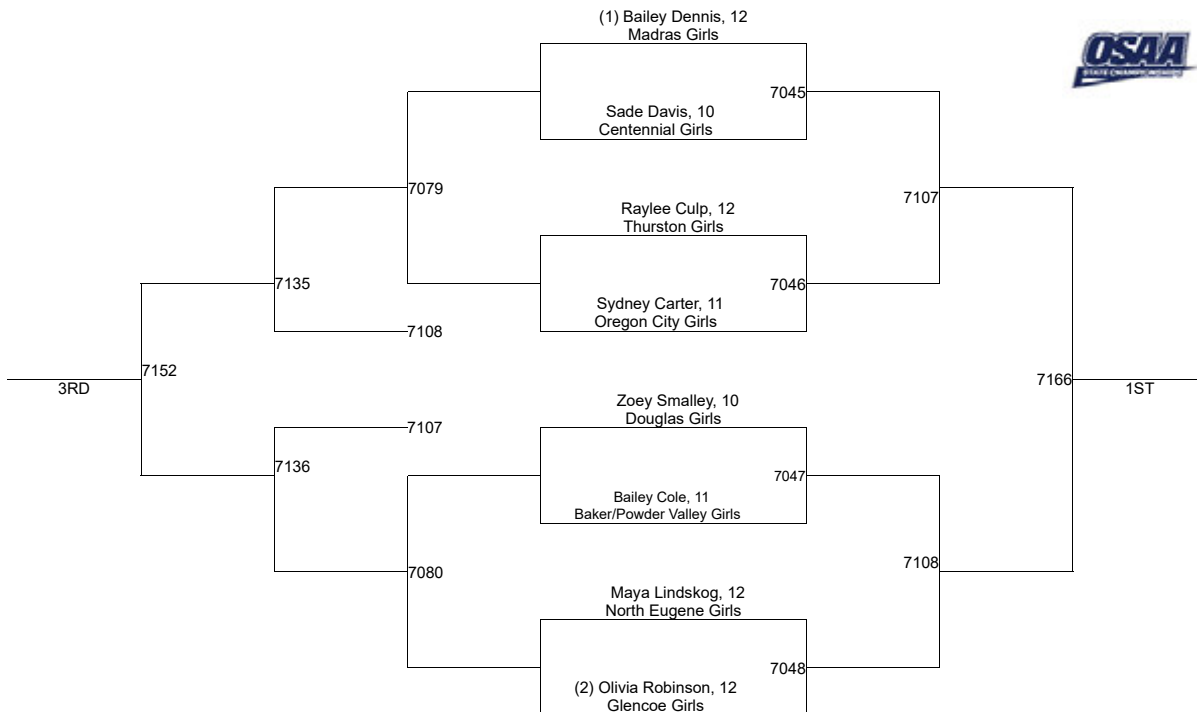 (1) Bailey Dennis, 12
Madras Girls
OSAA
STATE CHAMPIONSHIPS
7045
Sade Davis, 10
Centennial Girls
7079
7107
Raylee Culp, 12
Thurston Girls
7135
7046
Sydney Carter, 11
Oregon City Girls
7108
7152
3RD
7166
1ST
Zoey Smalley, 10
Douglas Girls
7107
7136
7047
Bailey Cole, 11
Baker/Powder Valley Girls
7080
7108
Maya Lindskog, 12
North Eugene Girls
7048
(2) Olivia Robinson, 12
Glencoe Girls